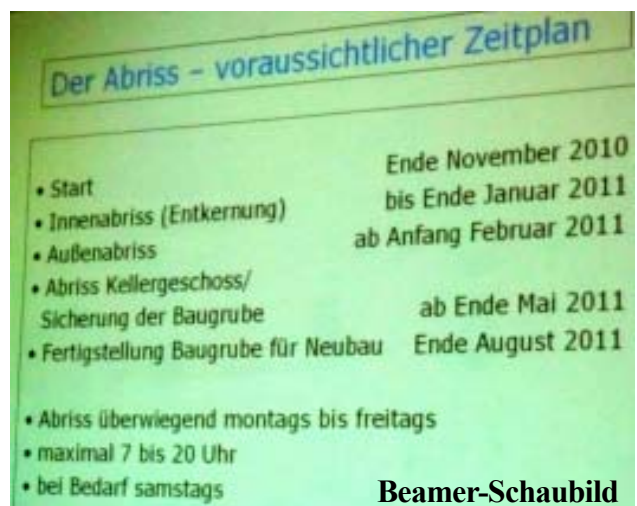 Der Abriss – voraussichtlicher Zeitplan
• Start Ende November 2010
• Innenabriss (Entkernung) bis Ende Januar 2011
• Außenabriss ab Anfang Februar 2011
• Abriss Kellergeschoss/
Sicherung der Baugrube ab Ende Mai 2011
• Fertigstellung Baugrube für Neubau Ende August 2011
• Abriss überwiegend montags bis freitags
• maximal 7 bis 20 Uhr
• bei Bedarf samstags
Beamer-Schaubild